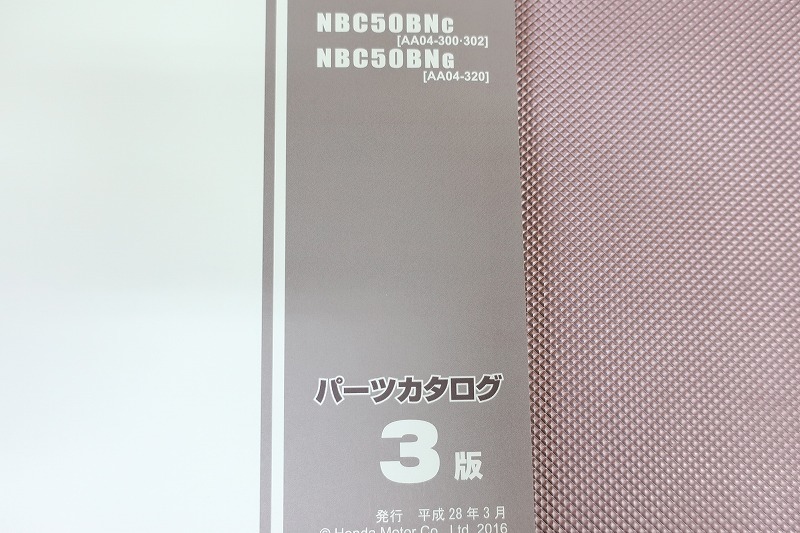 NBC50BNC
[AA04-300·302]
NBC50BNG
[AA04-320]
パーツカタログ
3版
発行 平成28年3月
© Honda Motor Co., Ltd. 2016